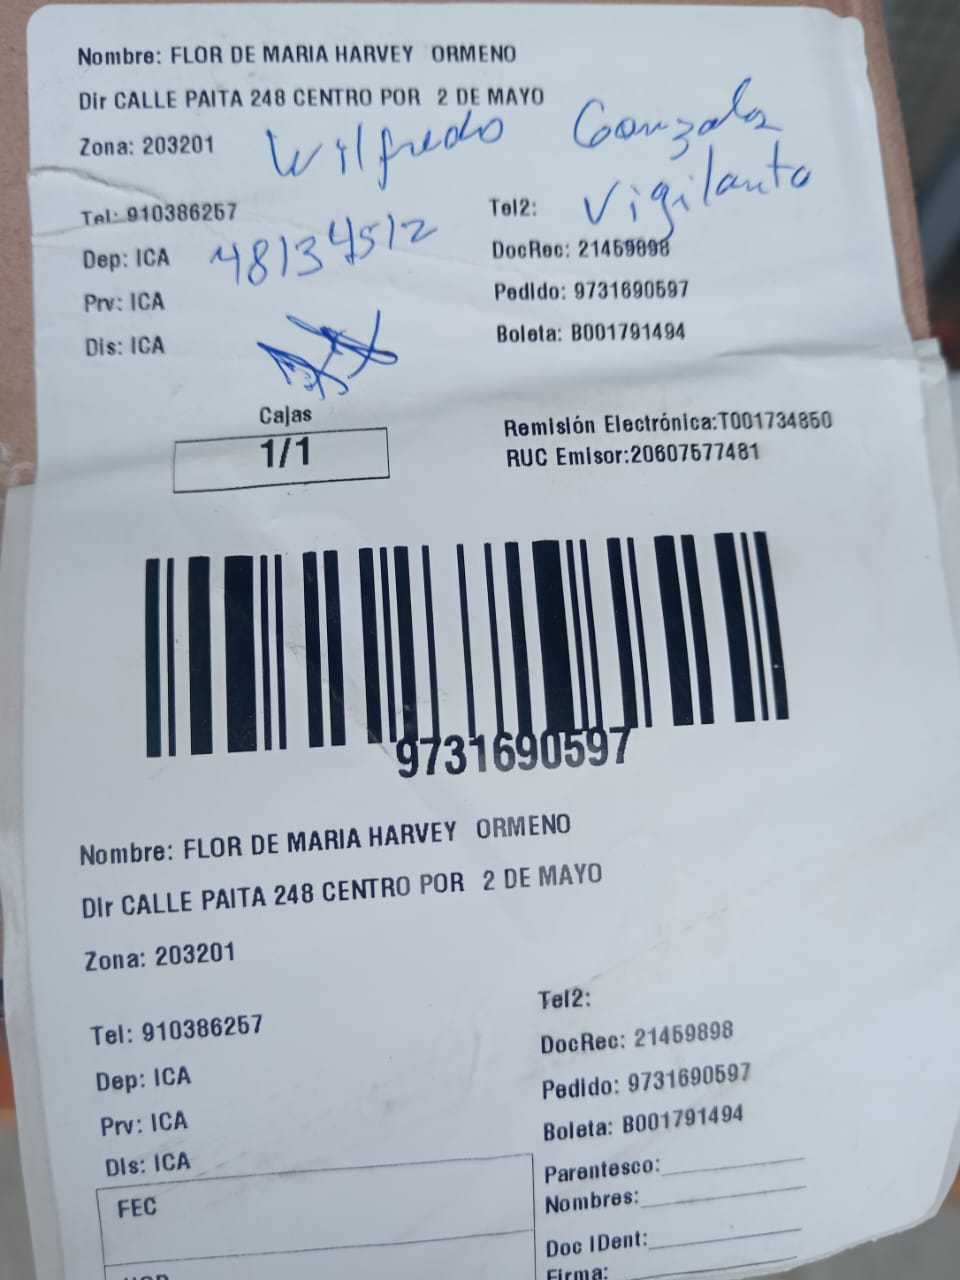 Nombre: FLOR DE MARIA HARVEY ORMENO
Dir CALLE PAITA 248 CENTRO POR 2 DE MAYO
Zona: 203201
Wilfredo Gonzales
Vigilante
Tel: 910386257
Tel2:
Dep: ICA
48134512
DocRec: 21459898
Prv: ICA
Pedido: 9731690597
Dis: ICA
Boleta: B001791494
Cajas
1/1
Remisión Electrónica:T001734850
RUC Emisor:20607577481
9731690597
Nombre: FLOR DE MARIA HARVEY ORMENO
Dir CALLE PAITA 248 CENTRO POR 2 DE MAYO
Zona: 203201
Tel2:
Tel: 910386257
DocRec: 21459898
Dep: ICA
Pedido: 9731690597
Prv: ICA
Boleta: B001791494
Dis: ICA
Parentesco:
FEC
Nombres:
Doc IDent:
Firma: